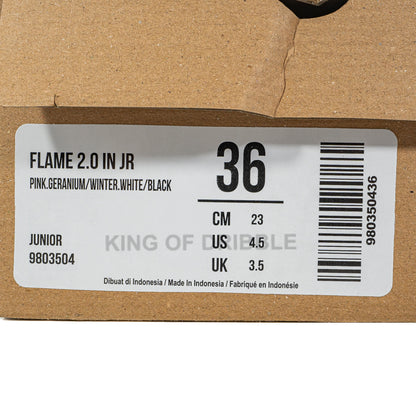 FLAME 2.0 IN JR
PINK.GERANIUM/WINTER.WHITE/BLACK
36
CM 23
JUNIOR
KING OF DRIBBLE
US 4.5
9803504
UK 3.5
Dibuat di Indonesia / Made In Indonesia / Fabriqué en Indonésie
980350436